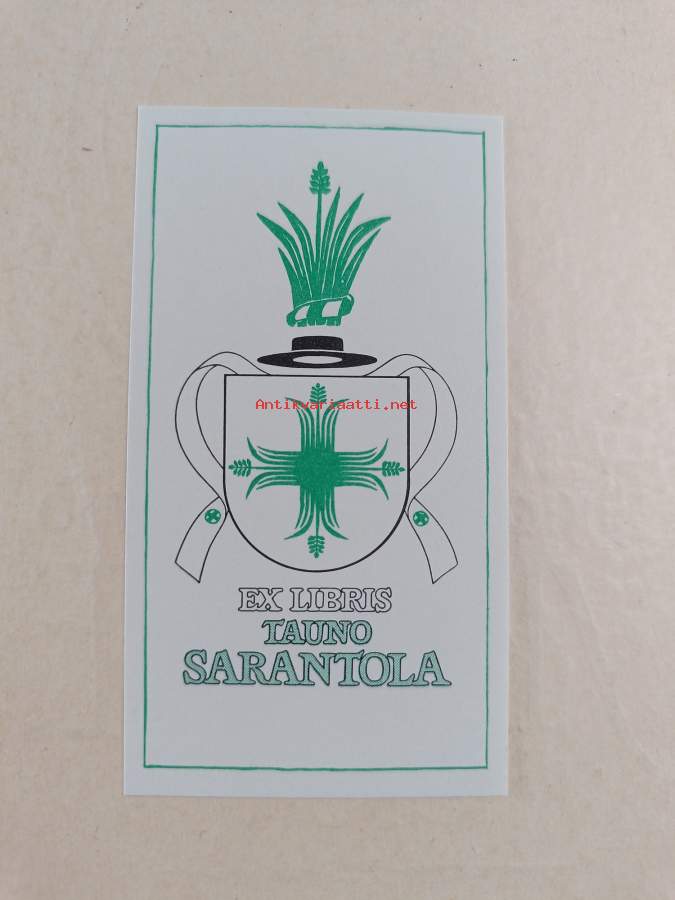 Antikvariaatti.net
EX LIBRIS
TAUNO
SARANTOLA